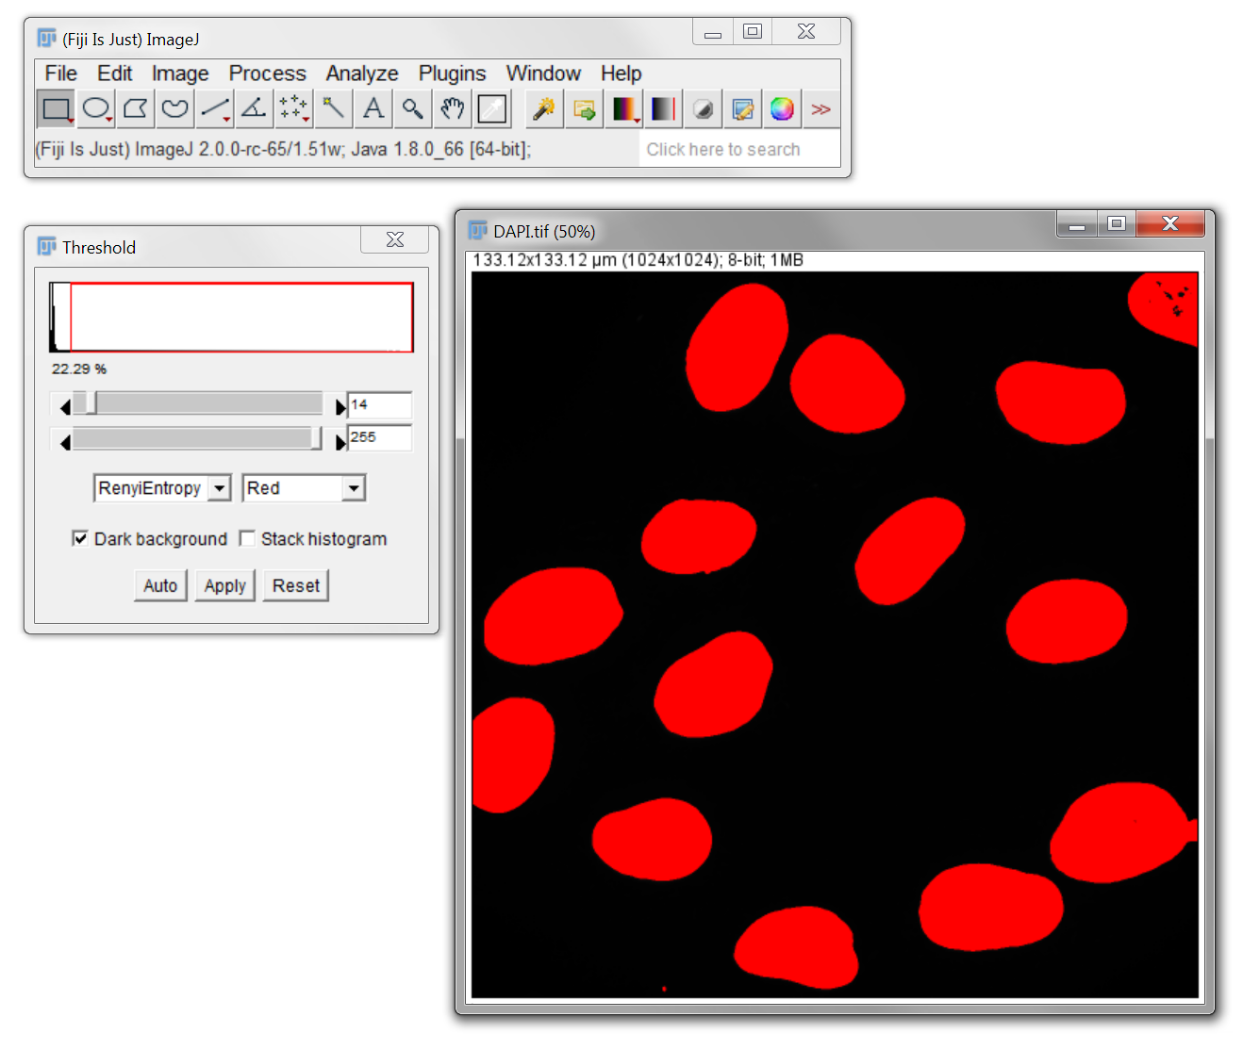 (Fiji Is Just) ImageJ
File Edit Image Process Analyze Plugins Window Help
A >>
(Fiji Is Just) ImageJ 2.0.0-rc-65/1.51w; Java 1.8.0_66 [64-bit]; Click here to search
Threshold
22.29 %
14
255
RenyiEntropy Red
Dark background Stack histogram
Auto Apply Reset
DAPI.tif (50%)
133.12x133.12 µm (1024x1024); 8-bit; 1MB